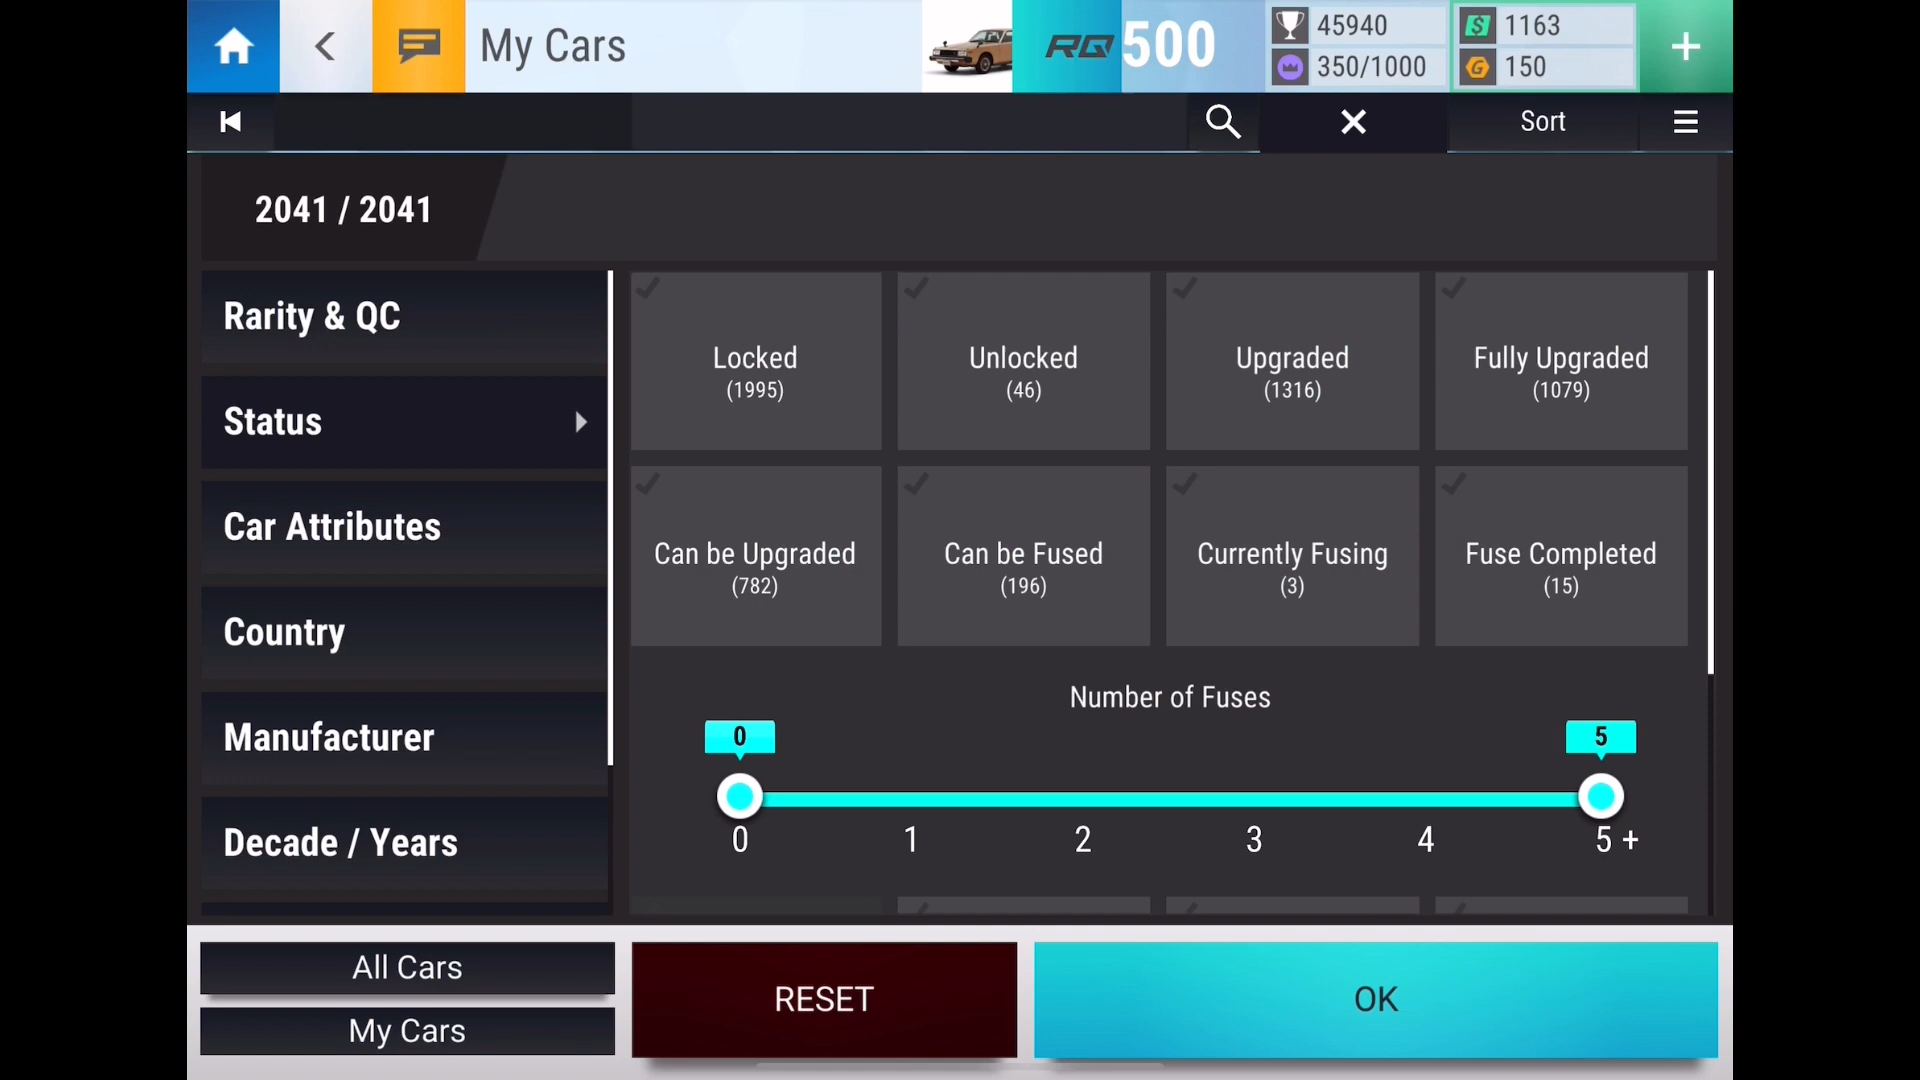 My Cars
RQ 500
45940
350/1000
1163
150
Sort
2041 / 2041
Rarity & QC
Status
Car Attributes
Country
Manufacturer
Decade / Years
Locked
(1995)
Unlocked
(46)
Upgraded
(1316)
Fully Upgraded
(1079)
Can be Upgraded
(782)
Can be Fused
(196)
Currently Fusing
(3)
Fuse Completed
(15)
Number of Fuses
0
5
0 1 2 3 4 5 +
All Cars
My Cars
RESET
OK